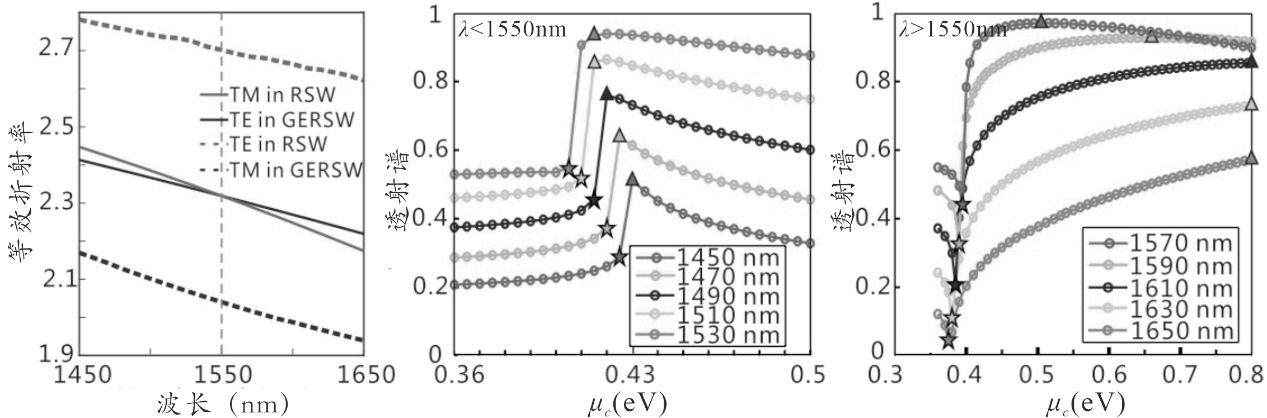 等效折射率
2.7
2.5
2.3
2.1
1.9
TM in RSW
TE in GERSW
TE in RSW
TM in GERSW
1450
1550
1650
波长 (nm)
透射谱
λ<1550nm
1
0.8
0.6
0.4
0.2
0
1450 nm
1470 nm
1490 nm
1510 nm
1530 nm
0.36
0.43
0.5
μc(eV)
透射谱
λ>1550nm
1
0.8
0.6
0.4
0.2
0
1570 nm
1590 nm
1610 nm
1630 nm
1650 nm
0.3
0.4
0.5
0.6
0.7
0.8
μc(eV)